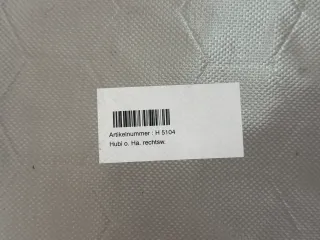 Artikelnummer : H 5104
Hubl o. Ha. rechtsw.